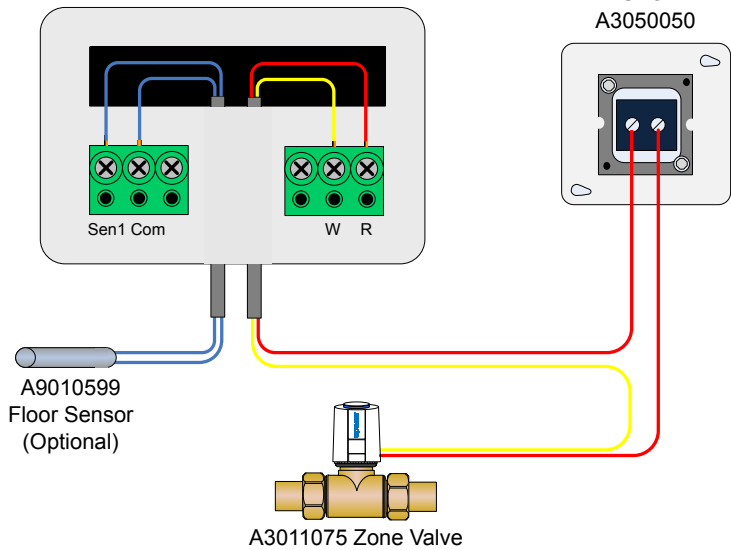 A3050050
Sen1 Com
W R
A9010599
Floor Sensor
(Optional)
A3011075 Zone Valve